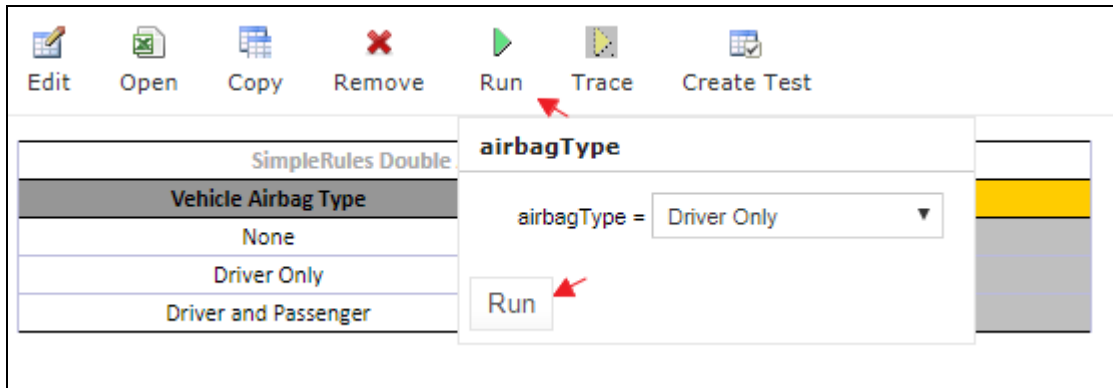 Edit Open Copy Remove Run Trace Create Test
SimpleRules Double
airbagType
Vehicle Airbag Type
airbagType = Driver Only
None
Driver Only
Driver and Passenger
Run